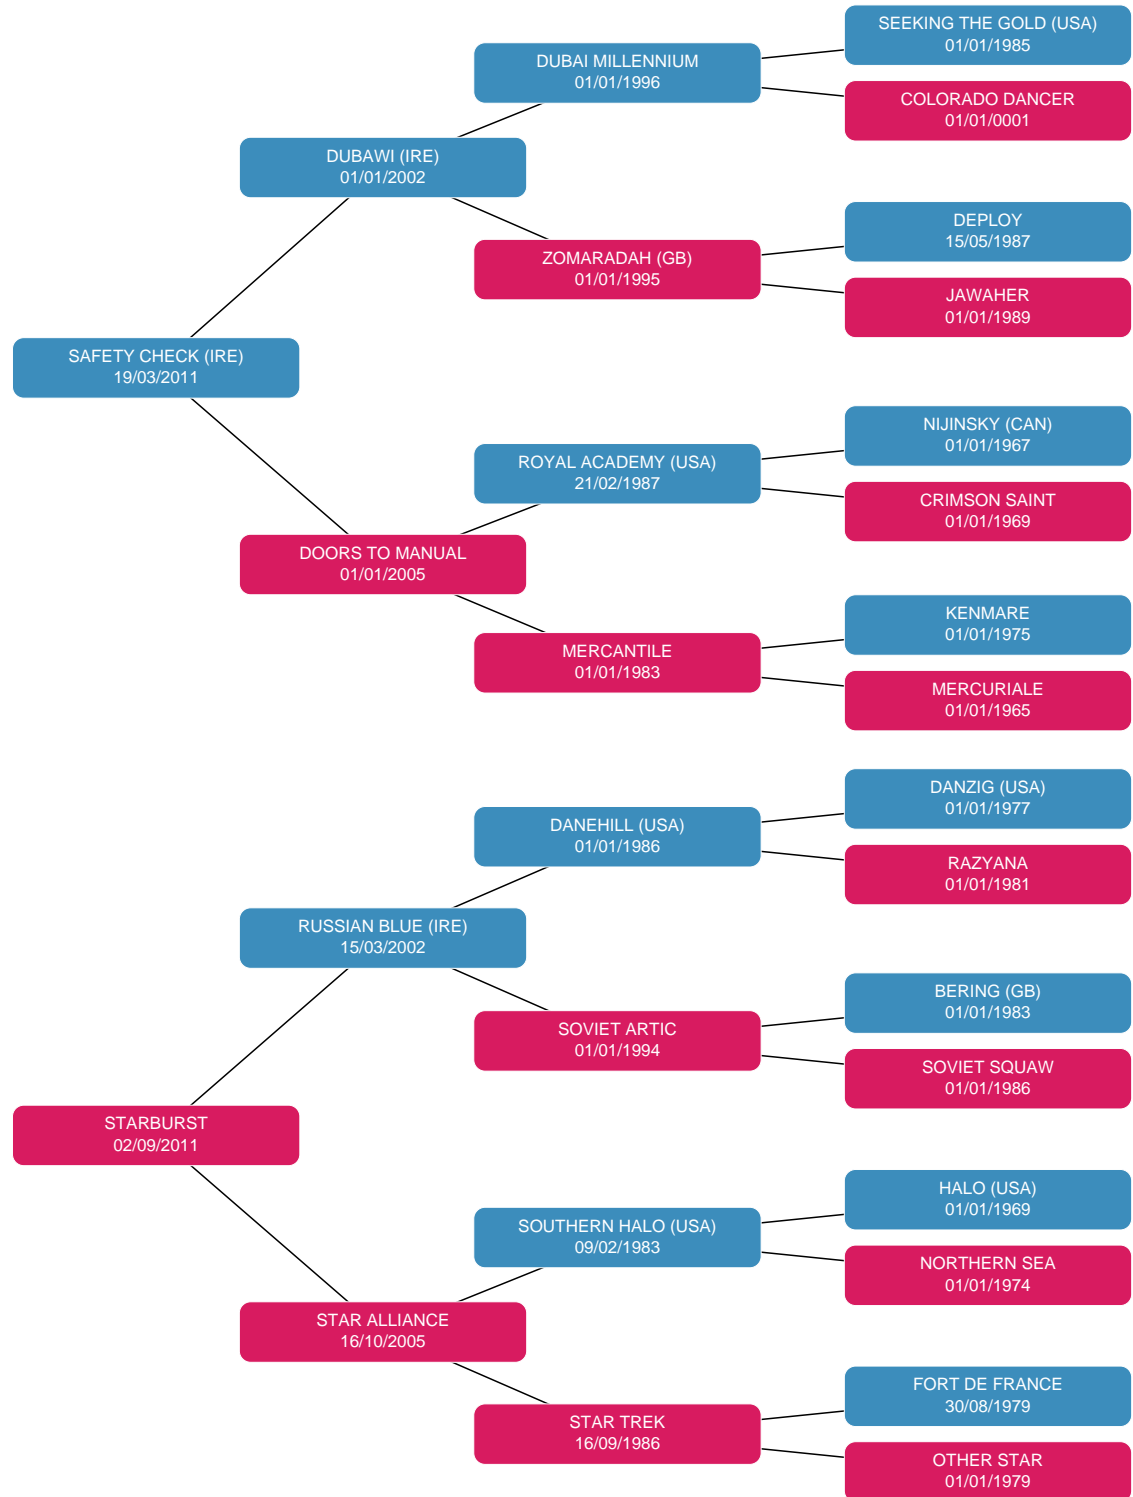 SEEKING THE GOLD (USA)
01/01/1985
DUBAI MILLENNIUM
01/01/1996
COLORADO DANCER
01/01/0001
DUBAWI (IRE)
01/01/2002
DEPLOY
15/05/1987
ZOMARADAH (GB)
01/01/1995
JAWAHER
01/01/1989
SAFETY CHECK (IRE)
19/03/2011
NIJINSKY (CAN)
01/01/1967
ROYAL ACADEMY (USA)
21/02/1987
CRIMSON SAINT
01/01/1969
DOORS TO MANUAL
01/01/2005
KENMARE
01/01/1975
MERCANTILE
01/01/1983
MERCURIALE
01/01/1965
DANZIG (USA)
01/01/1977
DANEHILL (USA)
01/01/1986
RAZYANA
01/01/1981
RUSSIAN BLUE (IRE)
15/03/2002
BERING (GB)
01/01/1983
SOVIET ARTIC
01/01/1994
SOVIET SQUAW
01/01/1986
STARBURST
02/09/2011
HALO (USA)
01/01/1969
SOUTHERN HALO (USA)
09/02/1983
NORTHERN SEA
01/01/1974
STAR ALLIANCE
16/10/2005
FORT DE FRANCE
30/08/1979
STAR TREK
16/09/1986
OTHER STAR
01/01/1979